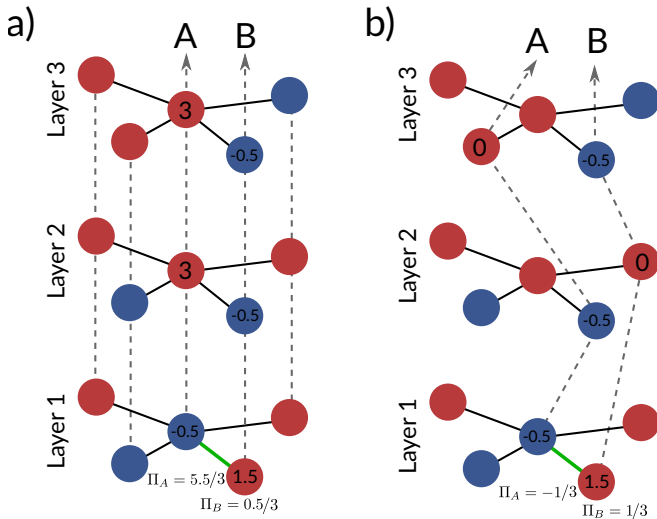 a)
A B
Layer 3
3
-0.5
Layer 2
3
-0.5
Layer 1
-0.5
1.5
Π_A = 5.5/3
Π_B = 0.5/3
b)
A B
Layer 3
0
-0.5
Layer 2
0
-0.5
Layer 1
-0.5
1.5
Π_A = −1/3
Π_B = 1/3